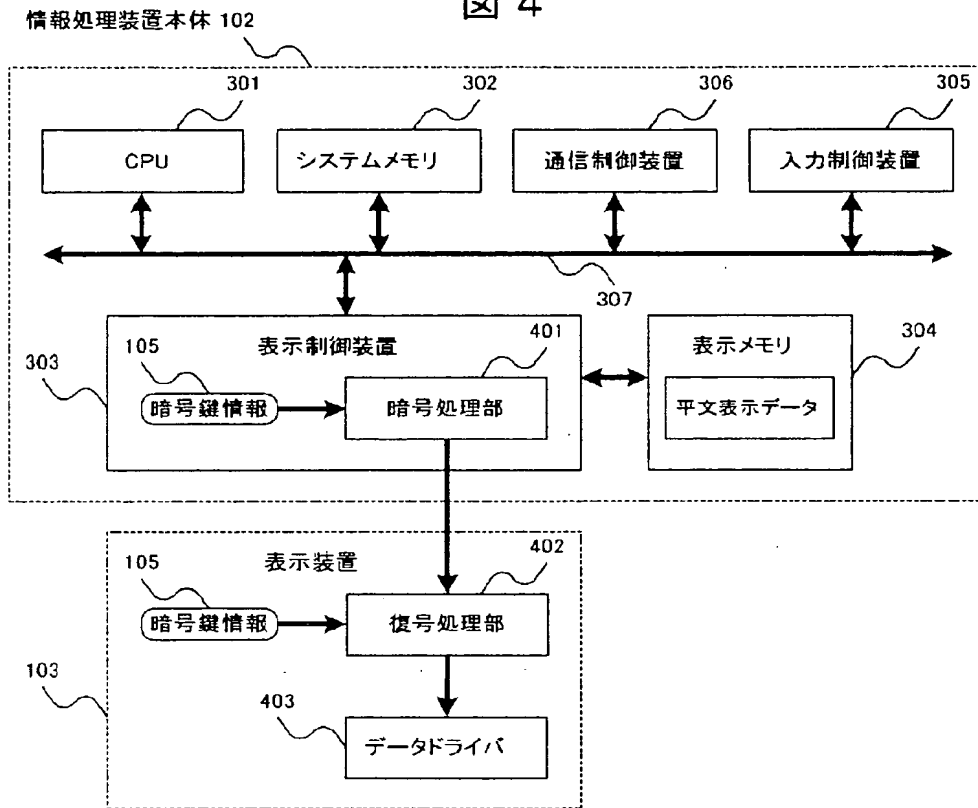 図 4
情報処理装置本体 102
301
302
306
305
CPU
システムメモリ
通信制御装置
入力制御装置
307
303
表示制御装置
105
401
暗号鍵情報
暗号処理部
304
表示メモリ
平文表示データ
103
表示装置
105
402
暗号鍵情報
復号処理部
403
データドライバ